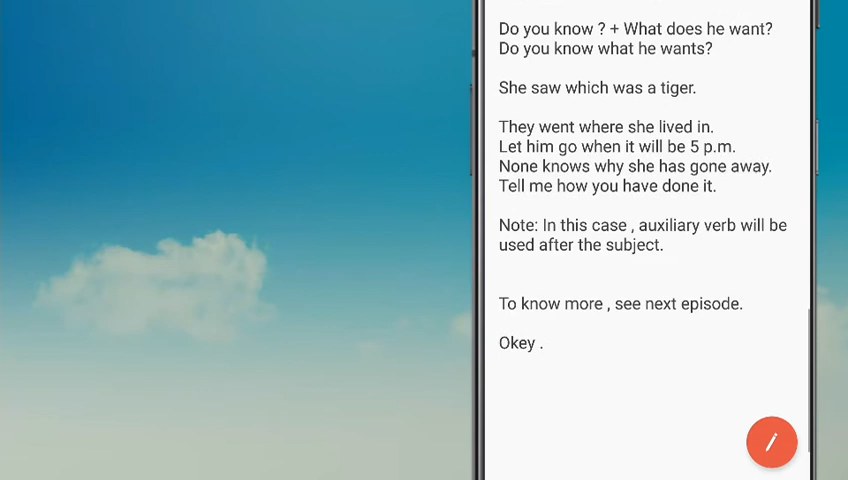 Do you know ? + What does he want?
Do you know what he wants?
She saw which was a tiger.
They went where she lived in.
Let him go when it will be 5 p.m.
None knows why she has gone away.
Tell me how you have done it.
Note: In this case , auxiliary verb will be
used after the subject.
To know more , see next episode.
Okey .